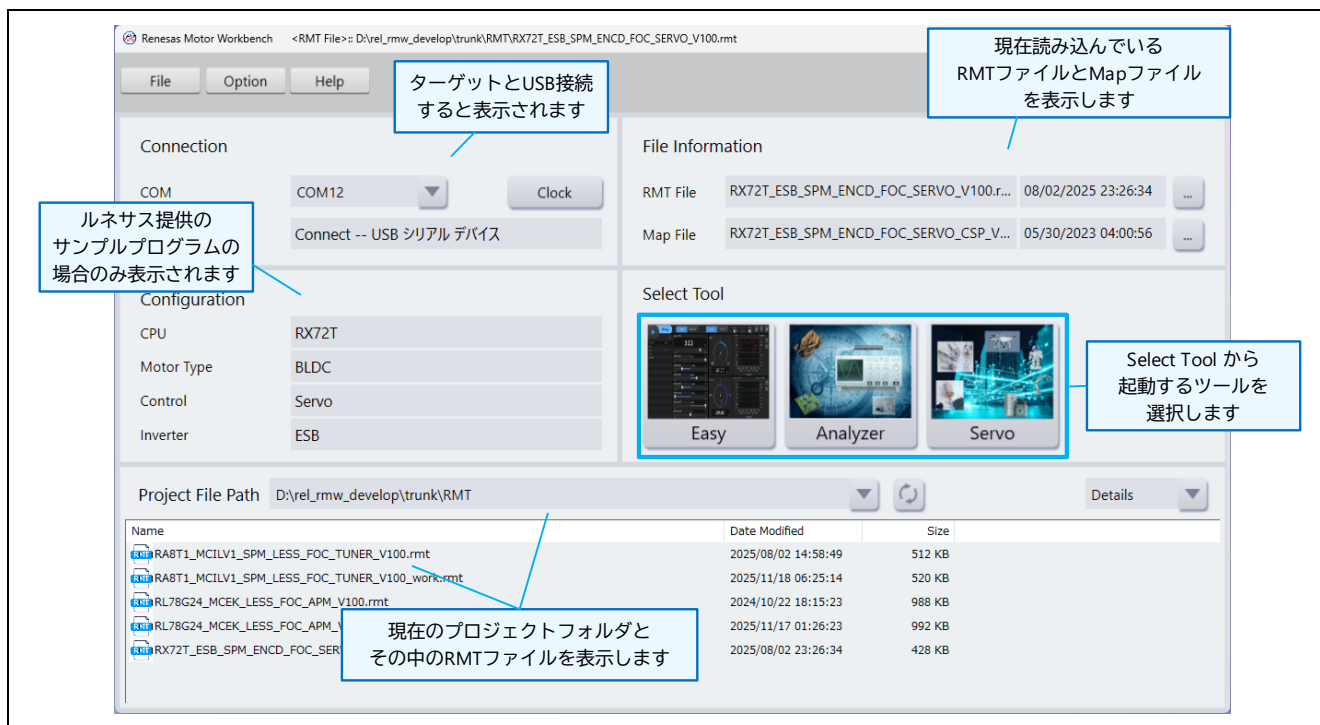 Renesas Motor Workbench <RMT File>:: D:\rel_rmw_develop\trunk\RMT\RX72T_ESB_SPM_ENCD_FOC_SERVO_V100.rmt
File Option Help
ターゲットとUSB接続
すると表示されます
現在読み込んでいる
RMTファイルとMapファイル
を表示します
Connection
COM COM12 Clock
Connect -- USB シリアル デバイス
ルネサス提供の
サンプルプログラムの
場合のみ表示されます
File Information
RMT File RX72T_ESB_SPM_ENCD_FOC_SERVO_V100.r... 08/02/2025 23:26:34 ...
Map File RX72T_ESB_SPM_ENCD_FOC_SERVO_CSP_V... 05/30/2023 04:00:56 ...
Configuration
CPU RX72T
Motor Type BLDC
Control Servo
Inverter ESB
Select Tool
Easy Analyzer Servo
Select Tool から
起動するツールを
選択します
Project File Path D:\rel_rmw_develop\trunk\RMT Details
Name Date Modified Size
RA8T1_MCILV1_SPM_LESS_FOC_TUNER_V100.rmt 2025/08/02 14:58:49 512 KB
RA8T1_MCILV1_SPM_LESS_FOC_TUNER_V100_work.rmt 2025/11/18 06:25:14 520 KB
RL78G24_MCEK_LESS_FOC_APM_V100.rmt 2024/10/22 18:15:23 988 KB
RL78G24_MCEK_LESS_FOC_APM_ 2025/11/17 01:26:23 992 KB
RX72T_ESB_SPM_ENCD_FOC_SER 2025/08/02 23:26:34 428 KB
現在のプロジェクトフォルダと
その中のRMTファイルを表示します